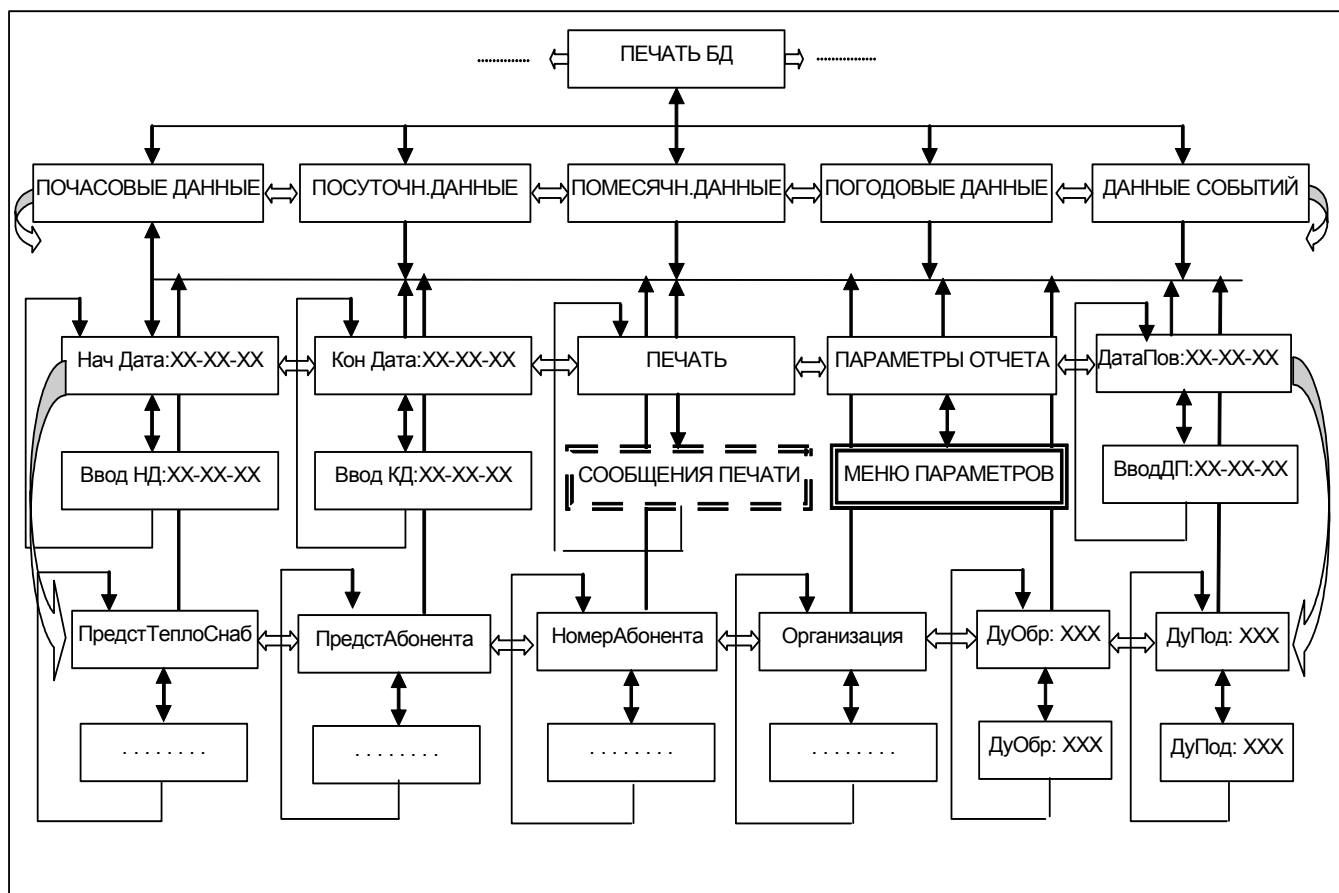 ПЕЧАТЬ БД
ПОЧАСОВЫЕ ДАННЫЕ
ПОСУТОЧН.ДАННЫЕ
ПОМЕСЯЧН.ДАННЫЕ
ПОГОДОВЫЕ ДАННЫЕ
ДАННЫЕ СОБЫТИЙ
Нач Дата:XX-XX-XX
Кон Дата:XX-XX-XX
ПЕЧАТЬ
ПАРАМЕТРЫ ОТЧЕТА
ДатаПов:XX-XX-XX
Ввод НД:XX-XX-XX
Ввод КД:XX-XX-XX
СООБЩЕНИЯ ПЕЧАТИ
МЕНЮ ПАРАМЕТРОВ
ВводДП:XX-XX-XX
ПредстТеплоСнаб
ПредстАбонента
НомерАбонента
Организация
ДуОбр: XXX
ДуПод: XXX
. . . . . . . .
. . . . . . . .
. . . . . . . .
. . . . . . . .
ДуОбр: XXX
ДуПод: XXX